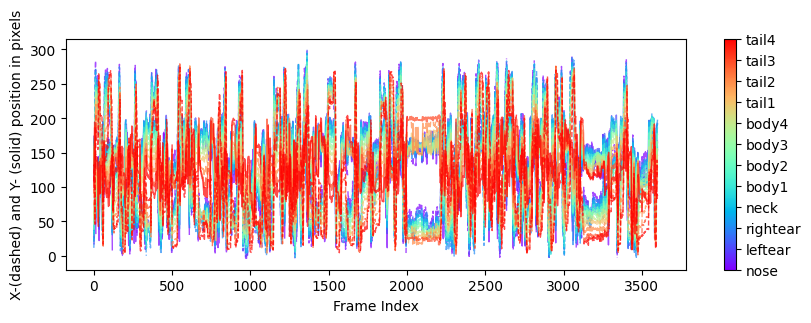 X-(dashed) and Y- (solid) position in pixels
300
250
200
150
100
50
0
0 500 1000 1500 2000 2500 3000 3500
Frame Index
tail4
tail3
tail2
tail1
body4
body3
body2
body1
neck
rightear
leftear
nose